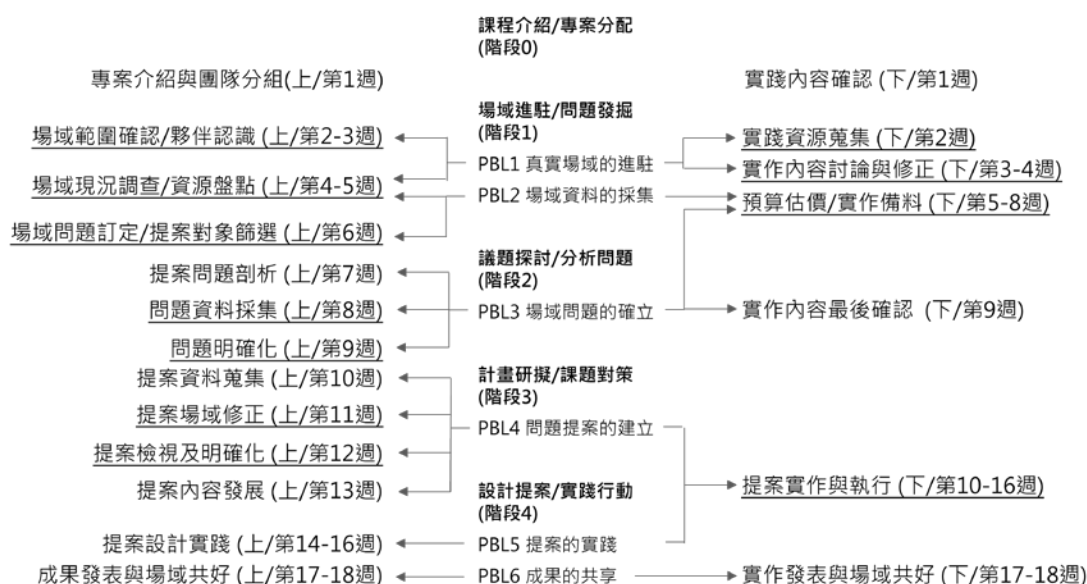 課程介紹/專案分配
(階段0)
專案介紹與團隊分組(上/第1週)
實踐內容確認 (下/第1週)
場域進駐/問題發掘
(階段1)
場域範圍確認/夥伴認識 (上/第2-3週)
實踐資源蒐集 (下/第2週)
PBL1 真實場域的進駐
實作內容討論與修正 (下/第3-4週)
場域現況調查/資源盤點 (上/第4-5週)
PBL2 場域資料的採集
預算估價/實作備料 (下/第5-8週)
場域問題訂定/提案對象篩選 (上/第6週)
議題探討/分析問題
(階段2)
提案問題剖析 (上/第7週)
問題資料採集 (上/第8週)
PBL3 場域問題的確立
實作內容最後確認 (下/第9週)
問題明確化 (上/第9週)
計畫研擬/課題對策
(階段3)
提案資料蒐集 (上/第10週)
提案場域修正 (上/第11週)
PBL4 問題提案的建立
提案檢視及明確化 (上/第12週)
提案內容發展 (上/第13週)
設計提案/實踐行動
(階段4)
提案實作與執行 (下/第10-16週)
提案設計實踐 (上/第14-16週)
PBL5 提案的實踐
成果發表與場域共好 (上/第17-18週)
PBL6 成果的共享
實作發表與場域共好 (下/第17-18週)